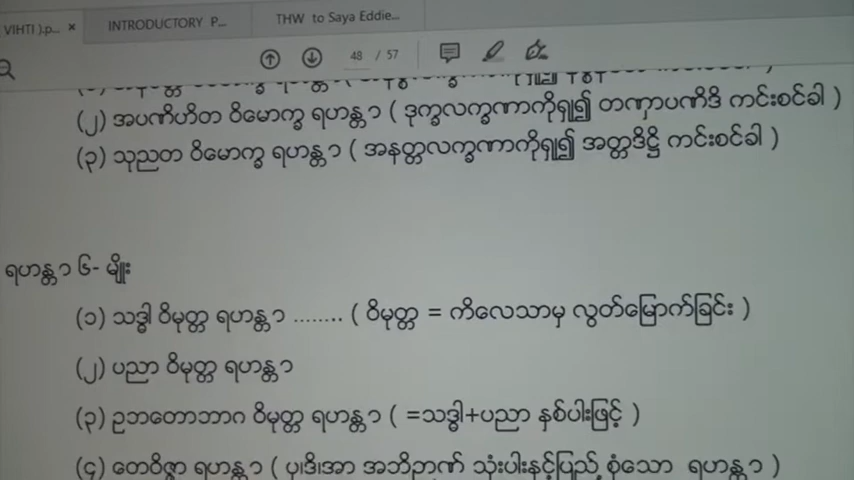 VIHTI ).p... × INTRODUCTORY P... THW to Saya Eddie...
48 / 57
(၂) အပဏိဟိတ ဝိမောက္ခ ရဟန္တာ ( ဒုက္ခလက္ခဏာကိုရှု၍ တဏှာပဏိဒိ ကင်းစင်ခါ )
(၃) သုညတ ဝိမောက္ခ ရဟန္တာ ( အနတ္တလက္ခဏာကိုရှု၍ အတ္တဒိဋ္ဌိ ကင်းစင်ခါ )
ရဟန္တာ ၆- မျိုး
(၁) သဒ္ဓါ ဝိမုတ္တ ရဟန္တာ ........ ( ဝိမုတ္တ = ကိလေသာမှ လွတ်မြောက်ခြင်း )
(၂) ပညာ ဝိမုတ္တ ရဟန္တာ
(၃) ဥဘတောဘာဂ ဝိမုတ္တ ရဟန္တာ ( =သဒ္ဓါ+ပညာ နှစ်ပါးဖြင့် )
(၄) တေဝိဇ္ဇာ ရဟန္တာ ( ပု၊ဒိ၊အာ အဘိဉာဏ် သုံးပါးနှင့်ပြည့်စုံသော ရဟန္တာ )